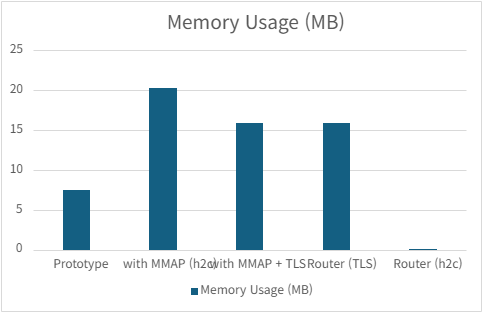 Memory Usage (MB)
25
20
15
10
5
0
Prototype
with MMAP (h2c)
with MMAP + TLS
Router (TLS)
Router (h2c)
Memory Usage (MB)